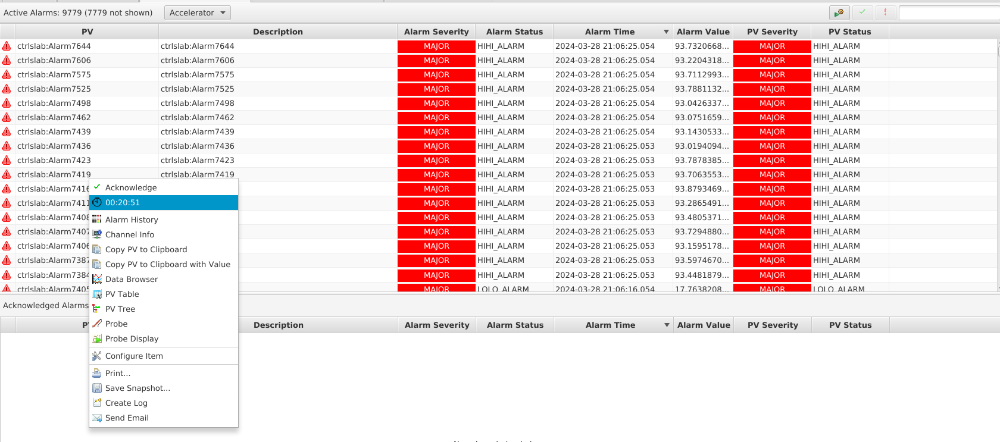 Active Alarms: 9779 (7779 not shown) Accelerator
PV Description Alarm Severity Alarm Status Alarm Time Alarm Value PV Severity PV Status
ctrlslab:Alarm7644 ctrlslab:Alarm7644 MAJOR HIHI_ALARM 2024-03-28 21:06:25.054 93.7320668... MAJOR HIHI_ALARM
ctrlslab:Alarm7606 ctrlslab:Alarm7606 MAJOR HIHI_ALARM 2024-03-28 21:06:25.054 93.2204318... MAJOR HIHI_ALARM
ctrlslab:Alarm7575 ctrlslab:Alarm7575 MAJOR HIHI_ALARM 2024-03-28 21:06:25.054 93.7112993... MAJOR HIHI_ALARM
ctrlslab:Alarm7525 ctrlslab:Alarm7525 MAJOR HIHI_ALARM 2024-03-28 21:06:25.054 93.7881132... MAJOR HIHI_ALARM
ctrlslab:Alarm7498 ctrlslab:Alarm7498 MAJOR HIHI_ALARM 2024-03-28 21:06:25.054 93.0426337... MAJOR HIHI_ALARM
ctrlslab:Alarm7462 ctrlslab:Alarm7462 MAJOR HIHI_ALARM 2024-03-28 21:06:25.054 93.0751659... MAJOR HIHI_ALARM
ctrlslab:Alarm7439 ctrlslab:Alarm7439 MAJOR HIHI_ALARM 2024-03-28 21:06:25.054 93.1430533... MAJOR HIHI_ALARM
ctrlslab:Alarm7436 ctrlslab:Alarm7436 MAJOR HIHI_ALARM 2024-03-28 21:06:25.053 93.0194094... MAJOR HIHI_ALARM
ctrlslab:Alarm7423 ctrlslab:Alarm7423 MAJOR HIHI_ALARM 2024-03-28 21:06:25.053 93.7878385... MAJOR HIHI_ALARM
ctrlslab:Alarm7419 ctrlslab:Alarm7419 MAJOR HIHI_ALARM 2024-03-28 21:06:25.053 93.7063553... MAJOR HIHI_ALARM
ctrlslab:Alarm7416 MAJOR HIHI_ALARM 2024-03-28 21:06:25.053 93.8793469... MAJOR HIHI_ALARM
ctrlslab:Alarm7411 MAJOR HIHI_ALARM 2024-03-28 21:06:25.053 93.2865491... MAJOR HIHI_ALARM
ctrlslab:Alarm7408 MAJOR HIHI_ALARM 2024-03-28 21:06:25.053 93.4805371... MAJOR HIHI_ALARM
ctrlslab:Alarm7407 MAJOR HIHI_ALARM 2024-03-28 21:06:25.053 93.7294880... MAJOR HIHI_ALARM
ctrlslab:Alarm7406 MAJOR HIHI_ALARM 2024-03-28 21:06:25.053 93.1595178... MAJOR HIHI_ALARM
ctrlslab:Alarm7387 MAJOR HIHI_ALARM 2024-03-28 21:06:25.053 93.5974670... MAJOR HIHI_ALARM
ctrlslab:Alarm7384 MAJOR HIHI_ALARM 2024-03-28 21:06:25.053 93.4481879... MAJOR HIHI_ALARM
ctrlslab:Alarm7405 MAJOR LOLO_ALARM 2024-03-28 21:06:16.054 17.7638208... MAJOR LOLO_ALARM
Acknowledge
00:20:51
Alarm History
Channel Info
Copy PV to Clipboard
Copy PV to Clipboard with Value
Data Browser
PV Table
PV Tree
Probe
Probe Display
Configure Item
Print...
Save Snapshot...
Create Log
Send Email
Acknowledged Alarms
Description Alarm Severity Alarm Status Alarm Time Alarm Value PV Severity PV Status